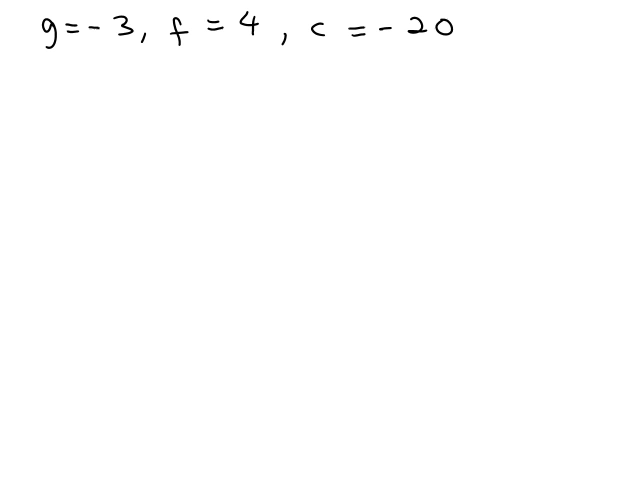 g = - 3, f = 4 , c = - 20